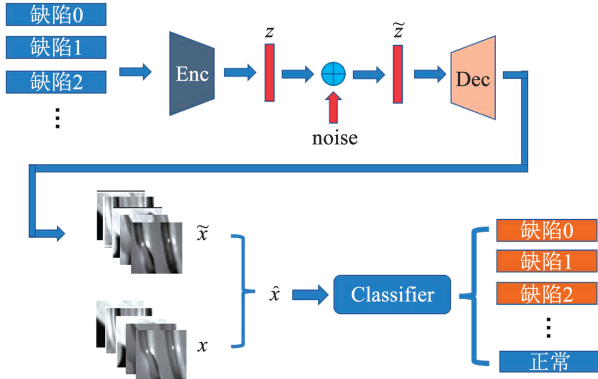 缺陷0
缺陷1
缺陷2
⋮
Enc
z
noise
z̃
Dec
x̃
x
x̂
Classifier
缺陷0
缺陷1
缺陷2
⋮
正常